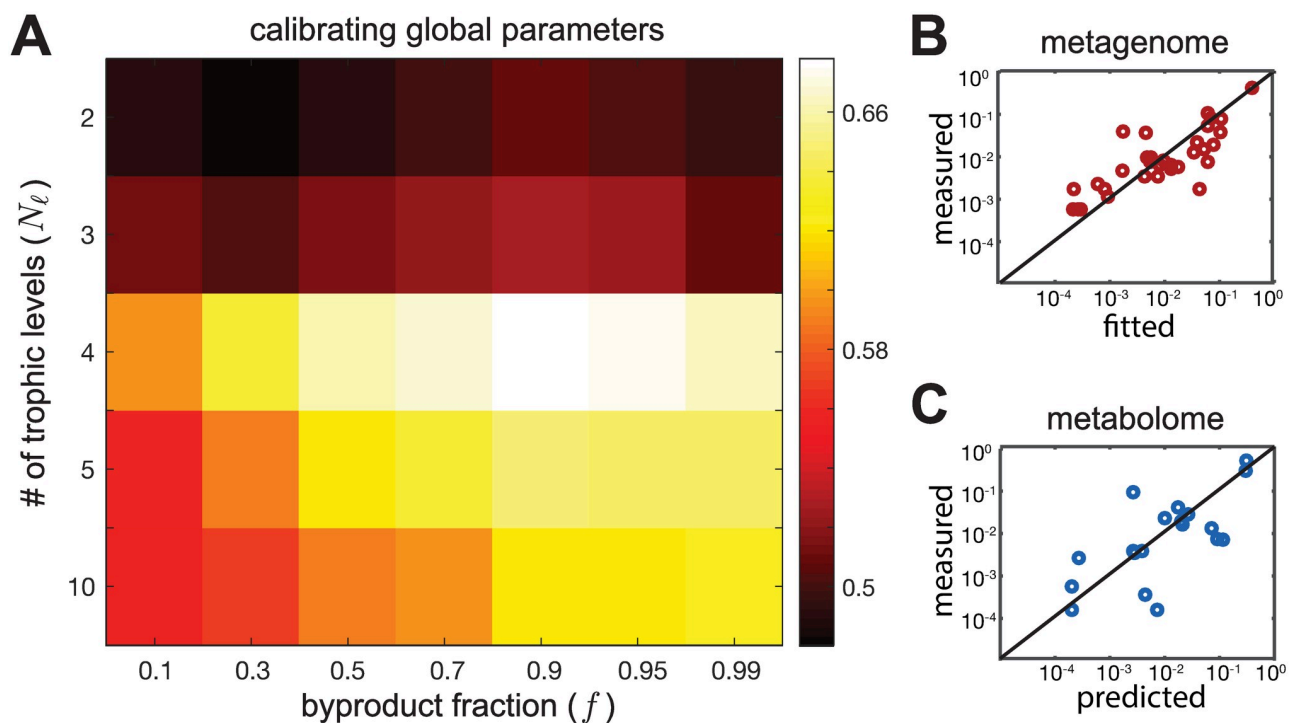 A
calibrating global parameters
# of trophic levels (Nℓ)
2
3
4
5
10
0.1 0.3 0.5 0.7 0.9 0.95 0.99
byproduct fraction (f)
0.66
0.58
0.5
B
metagenome
measured
10⁰
10⁻¹
10⁻²
10⁻³
10⁻⁴
10⁻⁴ 10⁻³ 10⁻² 10⁻¹ 10⁰
fitted
C
metabolome
measured
10⁰
10⁻¹
10⁻²
10⁻³
10⁻⁴
10⁻⁴ 10⁻³ 10⁻² 10⁻¹ 10⁰
predicted